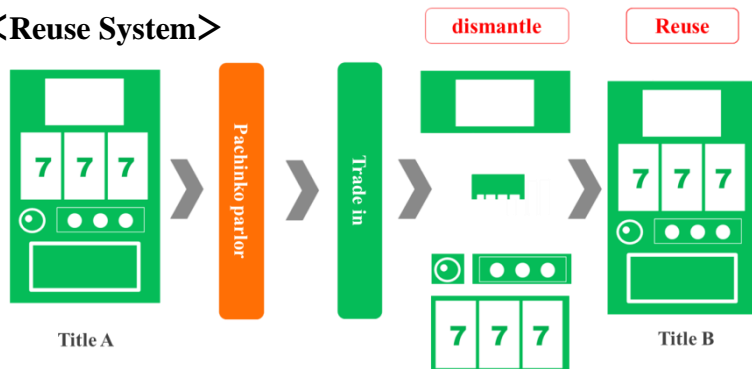 <Reuse System>
dismantle
Reuse
7 7 7
Pachinko parlor
Trade in
7 7 7
7 7 7
Title A
Title B